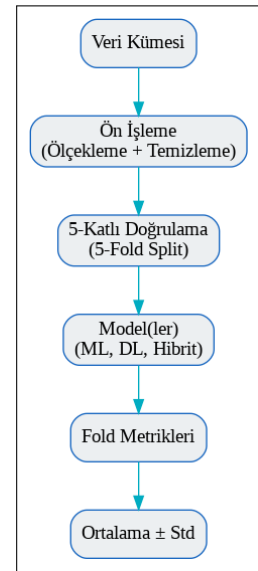 Veri Kümesi
Ön İşleme
(Ölçekleme + Temizleme)
5-Katlı Doğrulama
(5-Fold Split)
Model(ler)
(ML, DL, Hibrit)
Fold Metrikleri
Ortalama ± Std